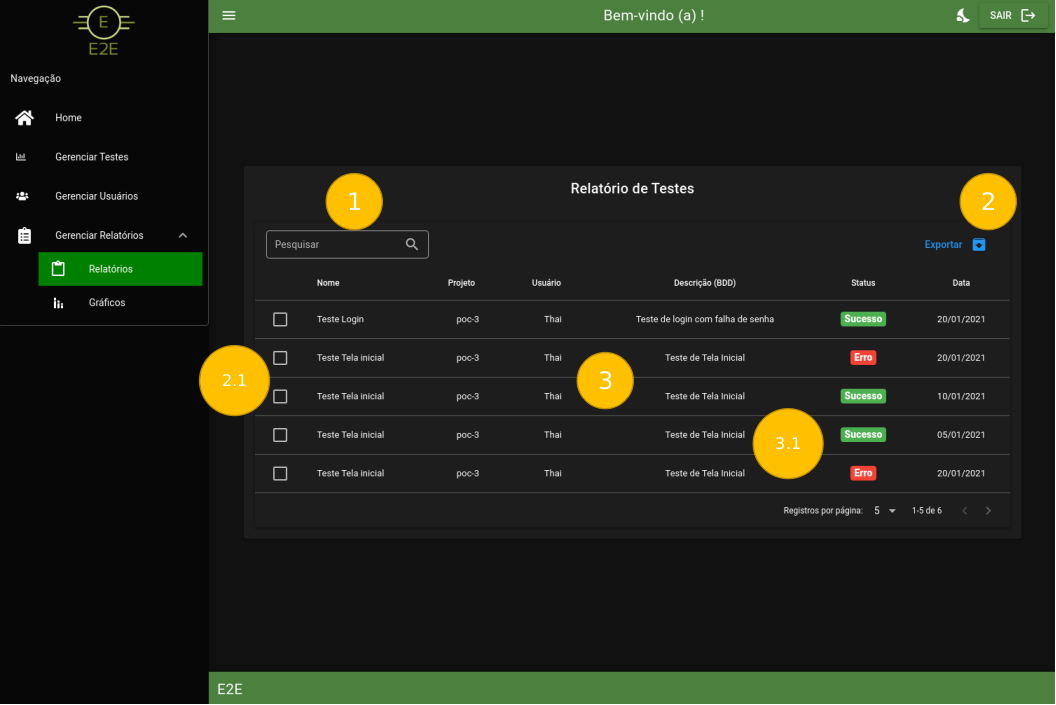 E
E2E
Bem-vindo (a) !
SAIR
Navegação
Home
Gerenciar Testes
Gerenciar Usuários
Gerenciar Relatórios
Relatórios
Gráficos
Relatório de Testes
1
2
Pesquisar
Exportar
Nome Projeto Usuário Descrição (BDD) Status Data
Teste Login poc-3 Thai Teste de login com falha de senha Sucesso 20/01/2021
Teste Tela inicial poc-3 Thai Teste de Tela Inicial Erro 20/01/2021
2.1
3
Teste Tela inicial poc-3 Thai Teste de Tela Inicial Sucesso 10/01/2021
Teste Tela inicial poc-3 Thai Teste de Tela Inicial Sucesso 05/01/2021
3.1
Teste Tela inicial poc-3 Thai Teste de Tela Inicial Erro 20/01/2021
Registros por página: 5 1-5 de 6
E2E